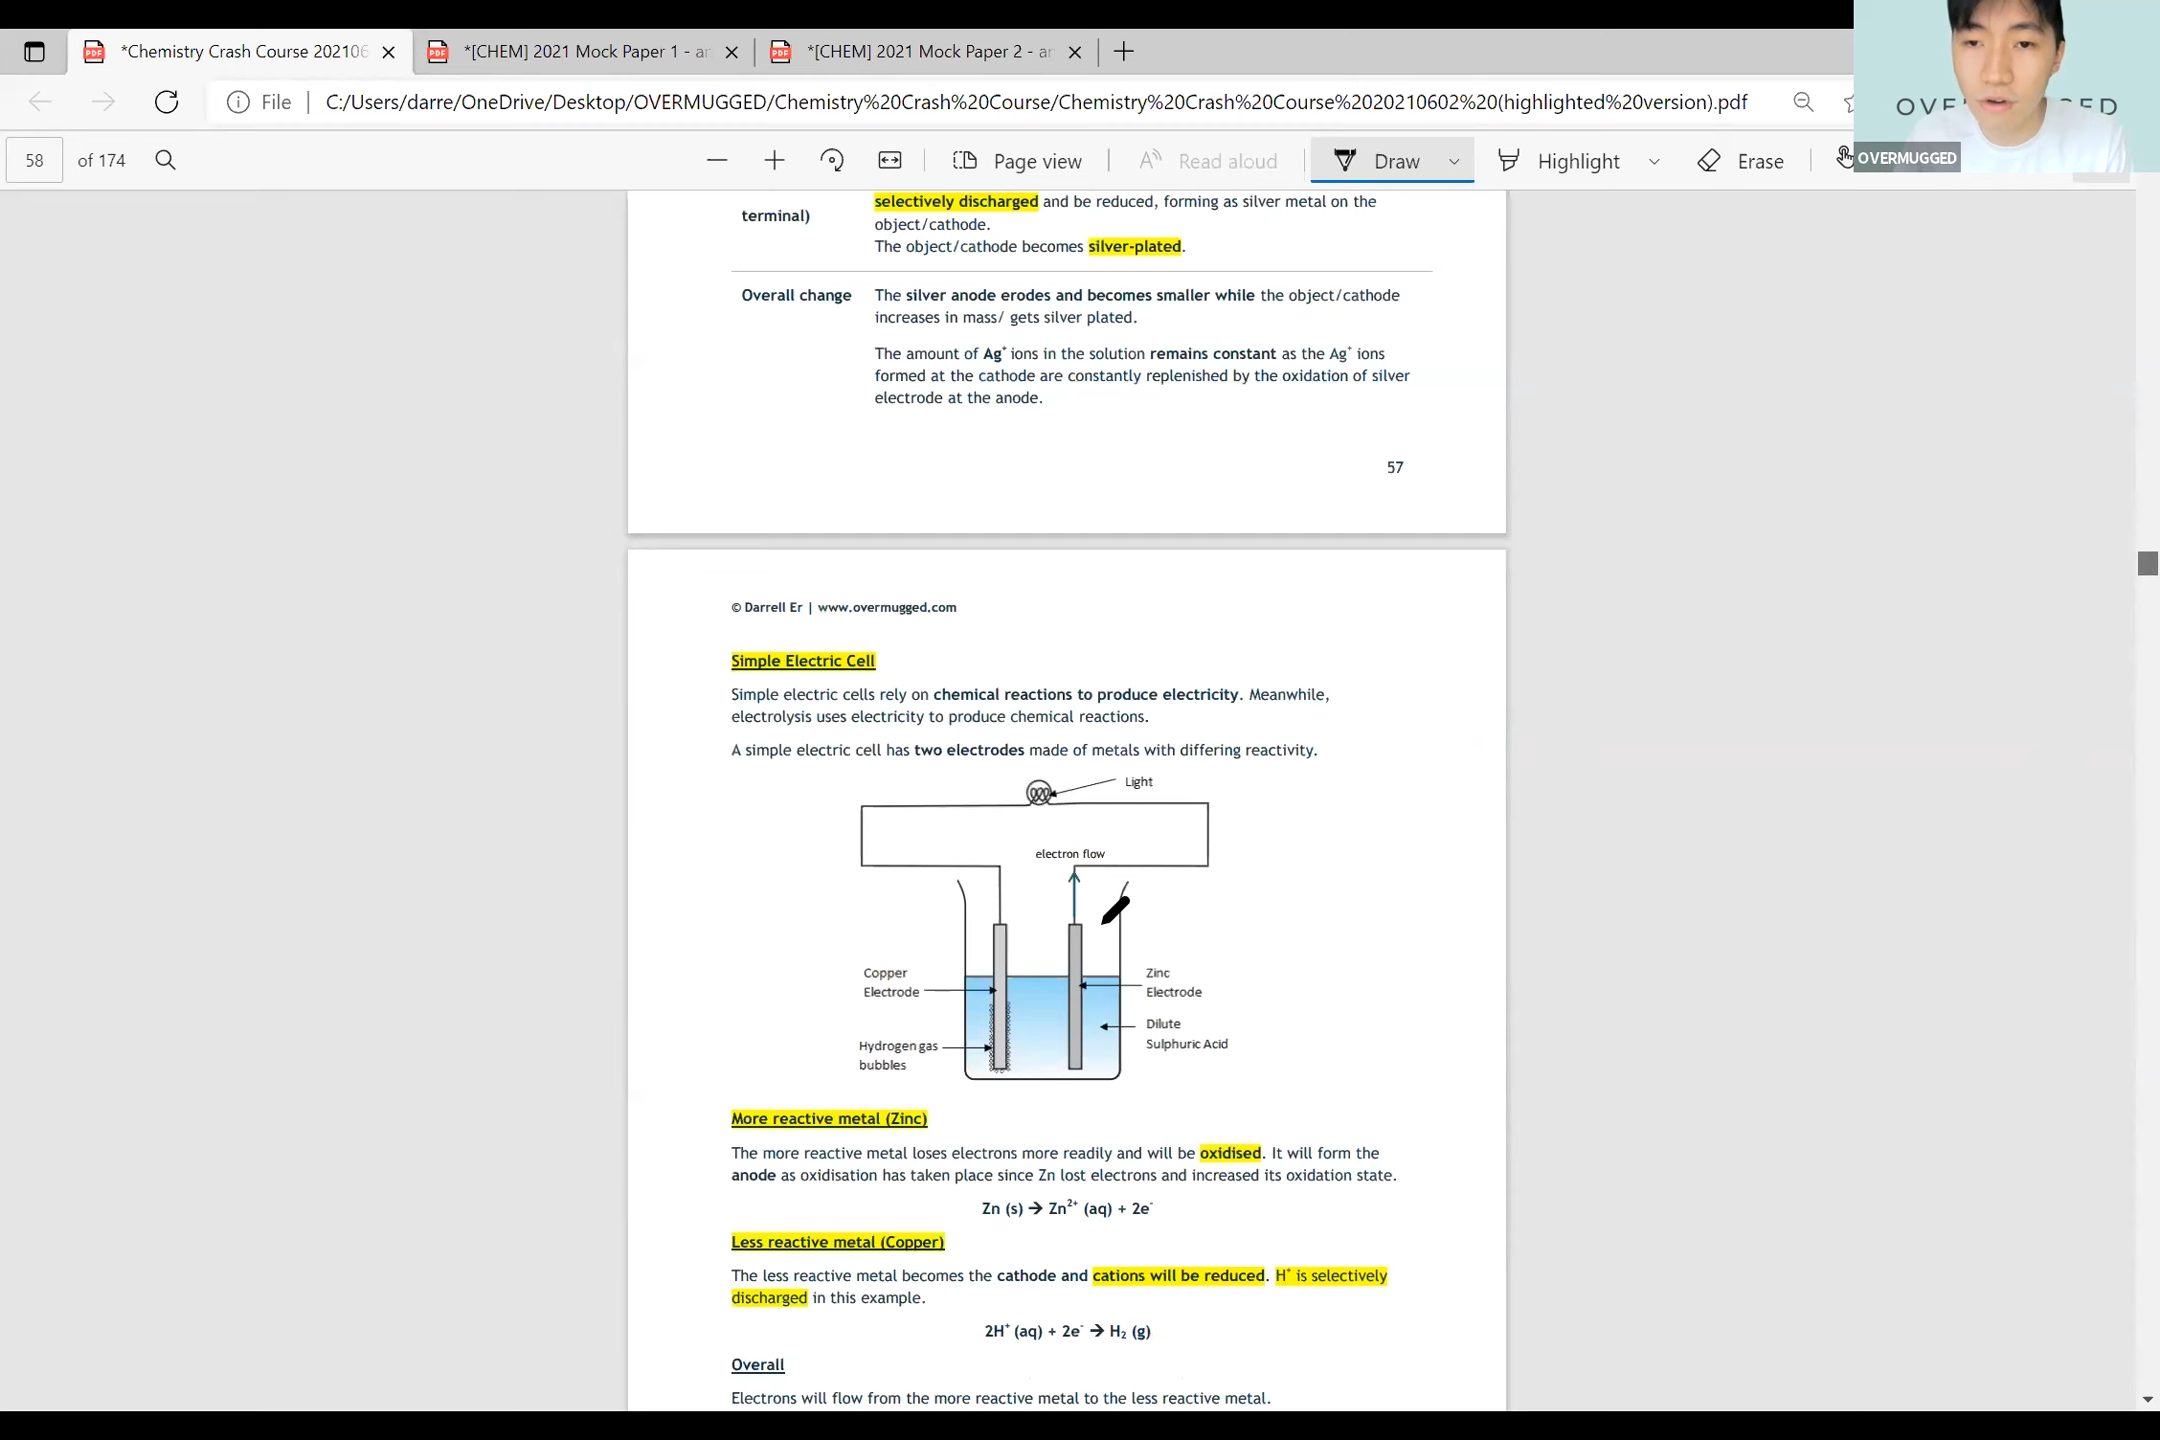 *Chemistry Crash Course 202106
*[CHEM] 2021 Mock Paper 1 - a
*[CHEM] 2021 Mock Paper 2 - a
File
C:/Users/darre/OneDrive/Desktop/OVERMUGGED/Chemistry%20Crash%20Course/Chemistry%20Crash%20Course%2020210602%20(highlighted%20version).pdf
OVERMUGGED
58 of 174
Page view
Read aloud
Draw
Highlight
Erase
selectively discharged and be reduced, forming as silver metal on the
terminal)
object/cathode.
The object/cathode becomes silver-plated.
Overall change
The silver anode erodes and becomes smaller while the object/cathode
increases in mass/ gets silver plated.
The amount of Ag⁺ ions in the solution remains constant as the Ag⁺ ions
formed at the cathode are constantly replenished by the oxidation of silver
electrode at the anode.
57
© Darrell Er | www.overmugged.com
Simple Electric Cell
Simple electric cells rely on chemical reactions to produce electricity. Meanwhile,
electrolysis uses electricity to produce chemical reactions.
A simple electric cell has two electrodes made of metals with differing reactivity.
Light
electron flow
Copper
Electrode
Zinc
Electrode
Dilute
Sulphuric Acid
Hydrogen gas
bubbles
More reactive metal (Zinc)
The more reactive metal loses electrons more readily and will be oxidised. It will form the
anode as oxidisation has taken place since Zn lost electrons and increased its oxidation state.
Zn (s) → Zn²⁺ (aq) + 2e⁻
Less reactive metal (Copper)
The less reactive metal becomes the cathode and cations will be reduced. H⁺ is selectively
discharged in this example.
2H⁺ (aq) + 2e⁻ → H₂ (g)
Overall
Electrons will flow from the more reactive metal to the less reactive metal.